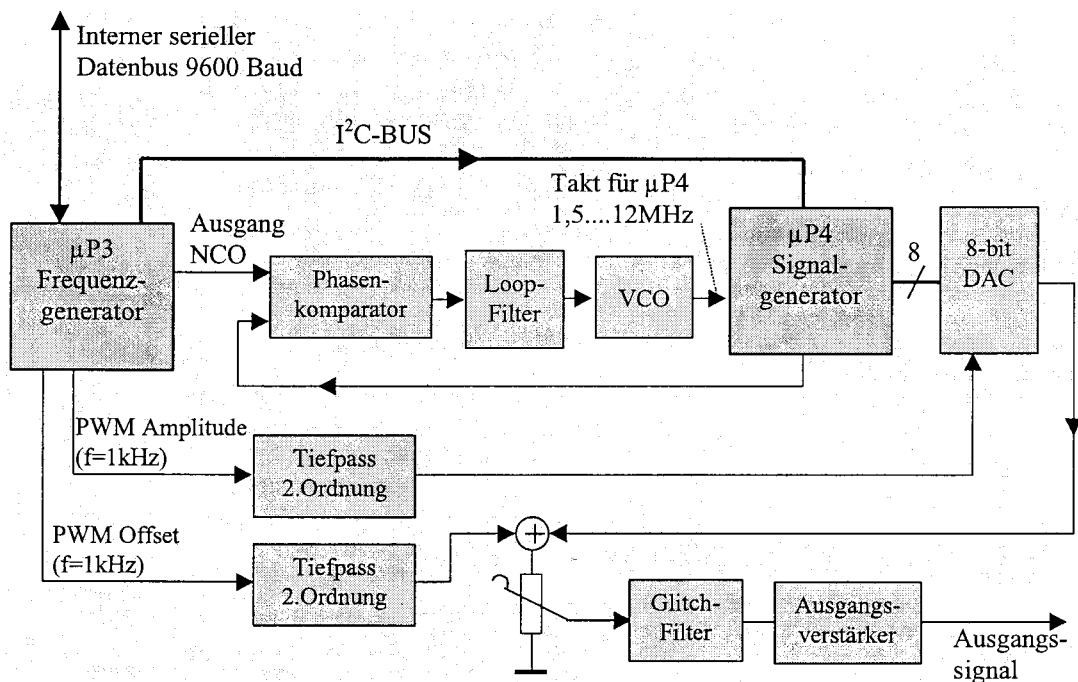 Interner serieller
Datenbus 9600 Baud
I²C-BUS
Takt für µP4
1,5....12MHz
µP3
Frequenz-
generator
Ausgang
NCO
Phasen-
komparator
Loop-
Filter
VCO
µP4
Signal-
generator
8
8-bit
DAC
PWM Amplitude
(f=1kHz)
Tiefpass
2.Ordnung
PWM Offset
(f=1kHz)
Tiefpass
2.Ordnung
+
Glitch-
Filter
Ausgangs-
verstärker
Ausgangs-
signal